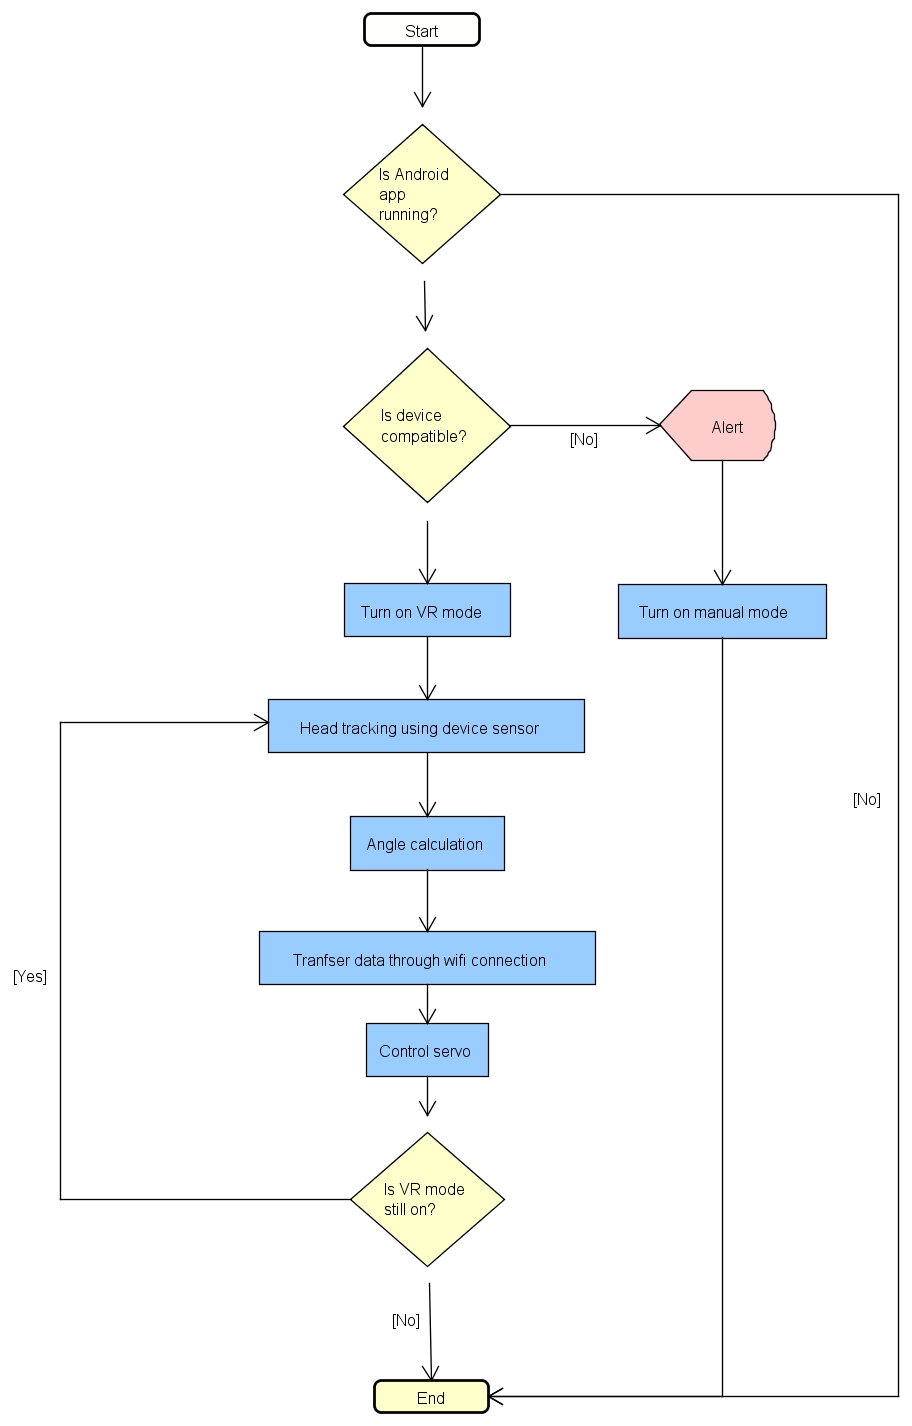 Start
Is Android
app
running?
Is device
compatible?
[No]
Alert
Turn on VR mode
Turn on manual mode
Head tracking using device sensor
[No]
Angle calculation
Tranfser data through wifi connection
[Yes]
Control servo
Is VR mode
still on?
[No]
End